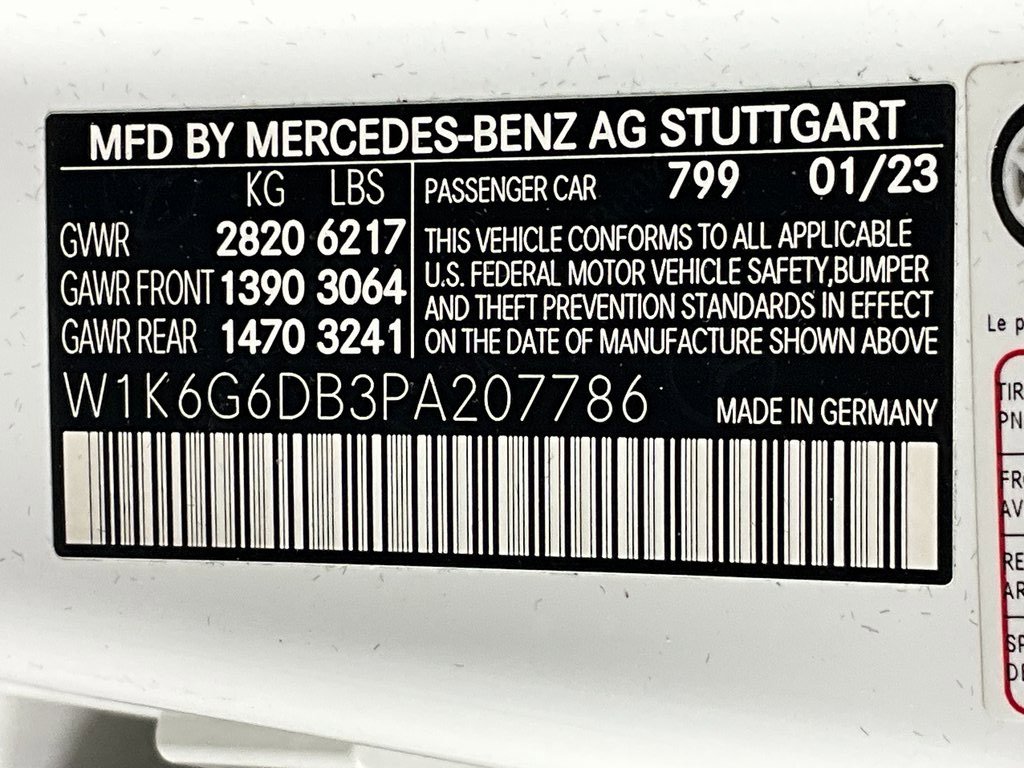 MFD BY MERCEDES-BENZ AG STUTTGART
KG LBS
GVWR 2820 6217
GAWR FRONT 1390 3064
GAWR REAR 1470 3241
PASSENGER CAR 799 01/23
THIS VEHICLE CONFORMS TO ALL APPLICABLE
U.S. FEDERAL MOTOR VEHICLE SAFETY,BUMPER
AND THEFT PREVENTION STANDARDS IN EFFECT
ON THE DATE OF MANUFACTURE SHOWN ABOVE
W1K6G6DB3PA207786
MADE IN GERMANY
Le